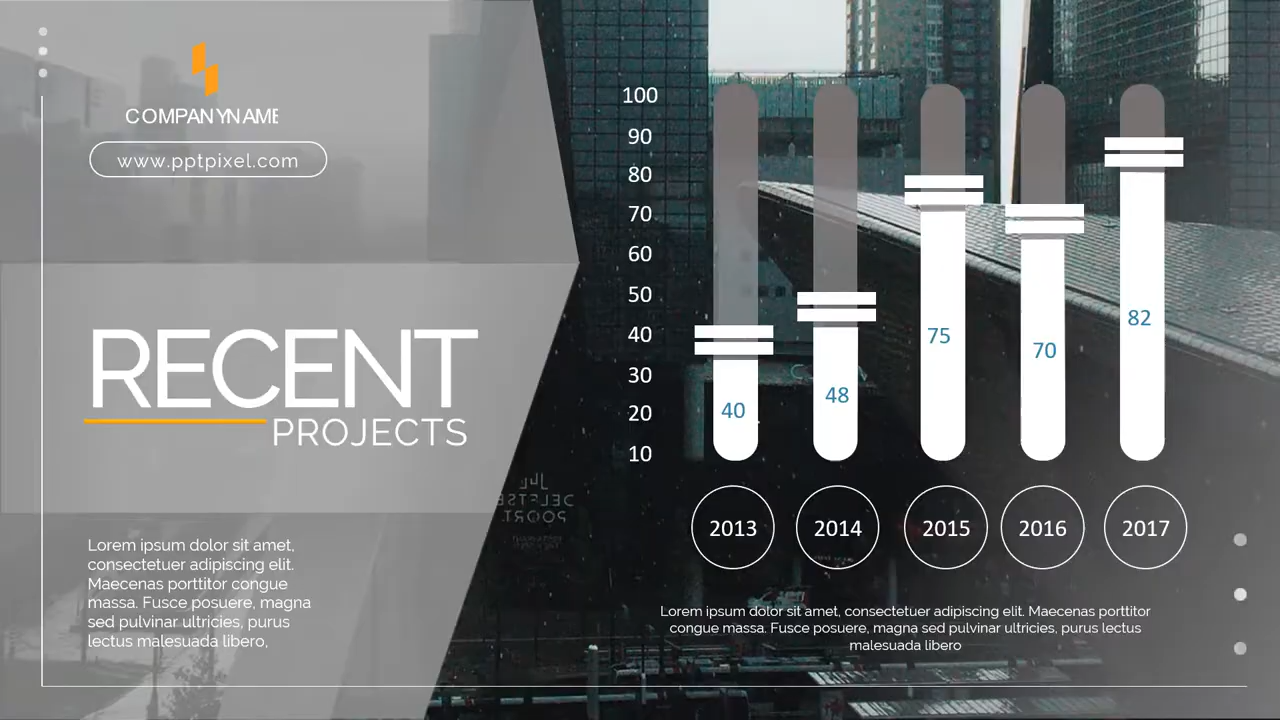 COMPANYNAME
www.pptpixel.com
RECENT
PROJECTS
Lorem ipsum dolor sit amet,
consectetuer adipiscing elit.
Maecenas porttitor congue
massa. Fusce posuere, magna
sed pulvinar ultricies, purus
lectus malesuada libero,
100
90
80
70
60
50
40
30
20
10
40
48
75
70
82
2013
2014
2015
2016
2017
Lorem ipsum dolor sit amet, consectetuer adipiscing elit. Maecenas porttitor
congue massa. Fusce posuere, magna sed pulvinar ultricies, purus lectus
malesuada libero